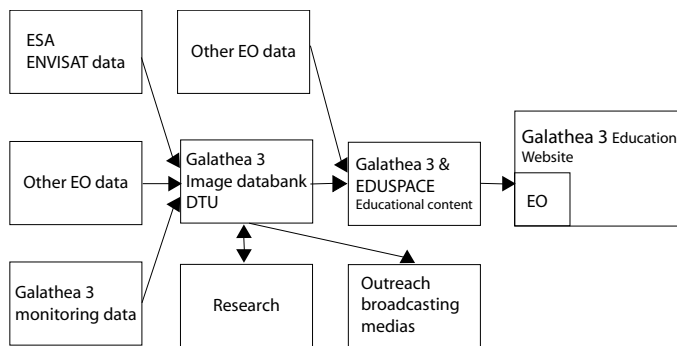 ESA
ENVISAT data
Other EO data
Other EO data
Galathea 3
Image databank
DTU
Galathea 3 &
EDUSPACE
Educational content
Galathea 3 Education
Website
EO
Galathea 3
monitoring data
Research
Outreach
broadcasting
medias